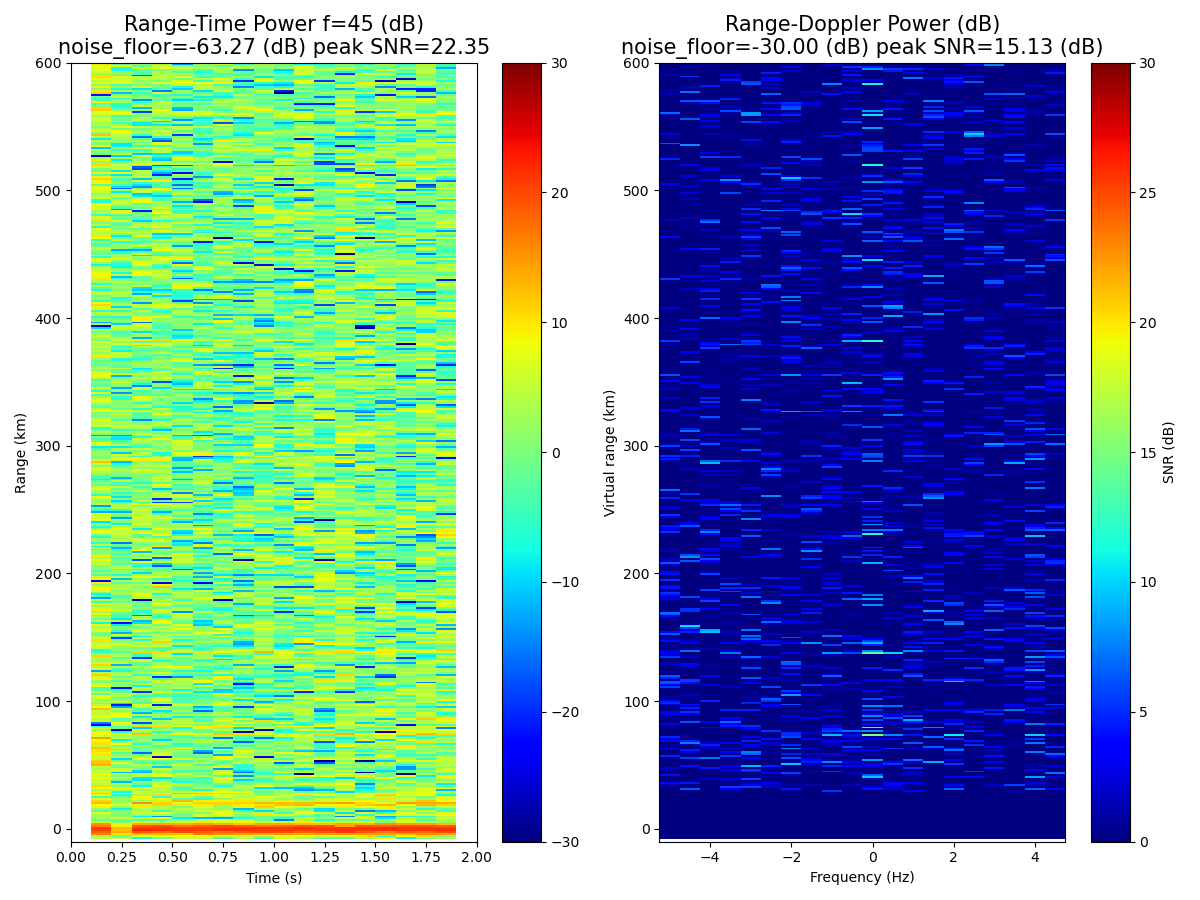 Range-Time Power f=45 (dB)
noise_floor=-63.27 (dB) peak SNR=22.35
Range-Doppler Power (dB)
noise_floor=-30.00 (dB) peak SNR=15.13 (dB)
600
500
400
300
200
100
0
Range (km)
0.00 0.25 0.50 0.75 1.00 1.25 1.50 1.75 2.00
Time (s)
30
20
10
0
−10
−20
−30
600
500
400
300
200
100
0
Virtual range (km)
−4 −2 0 2 4
Frequency (Hz)
30
25
20
15
10
5
0
SNR (dB)